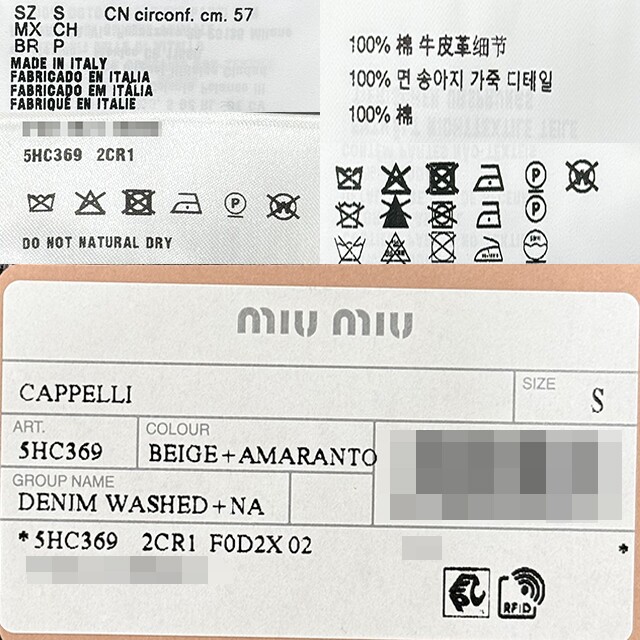 SZ S CN circonf. cm. 57
MX CH
BR P
MADE IN ITALY
FABRICADO EN ITALIA
FABRICADO EM ITÁLIA
FABRIQUÉ EN ITALIE
5HC369 2CR1
DO NOT NATURAL DRY
100% 棉 牛皮革细节
100% 면 송아지 가죽 디테일
100% 棉
P W
P
miu miu
CAPPELLI
SIZE S
ART. COLOUR
5HC369 BEIGE+AMARANTO
GROUP NAME
DENIM WASHED+NA
*5HC369 2CR1 F0D2X 02 *
RFID